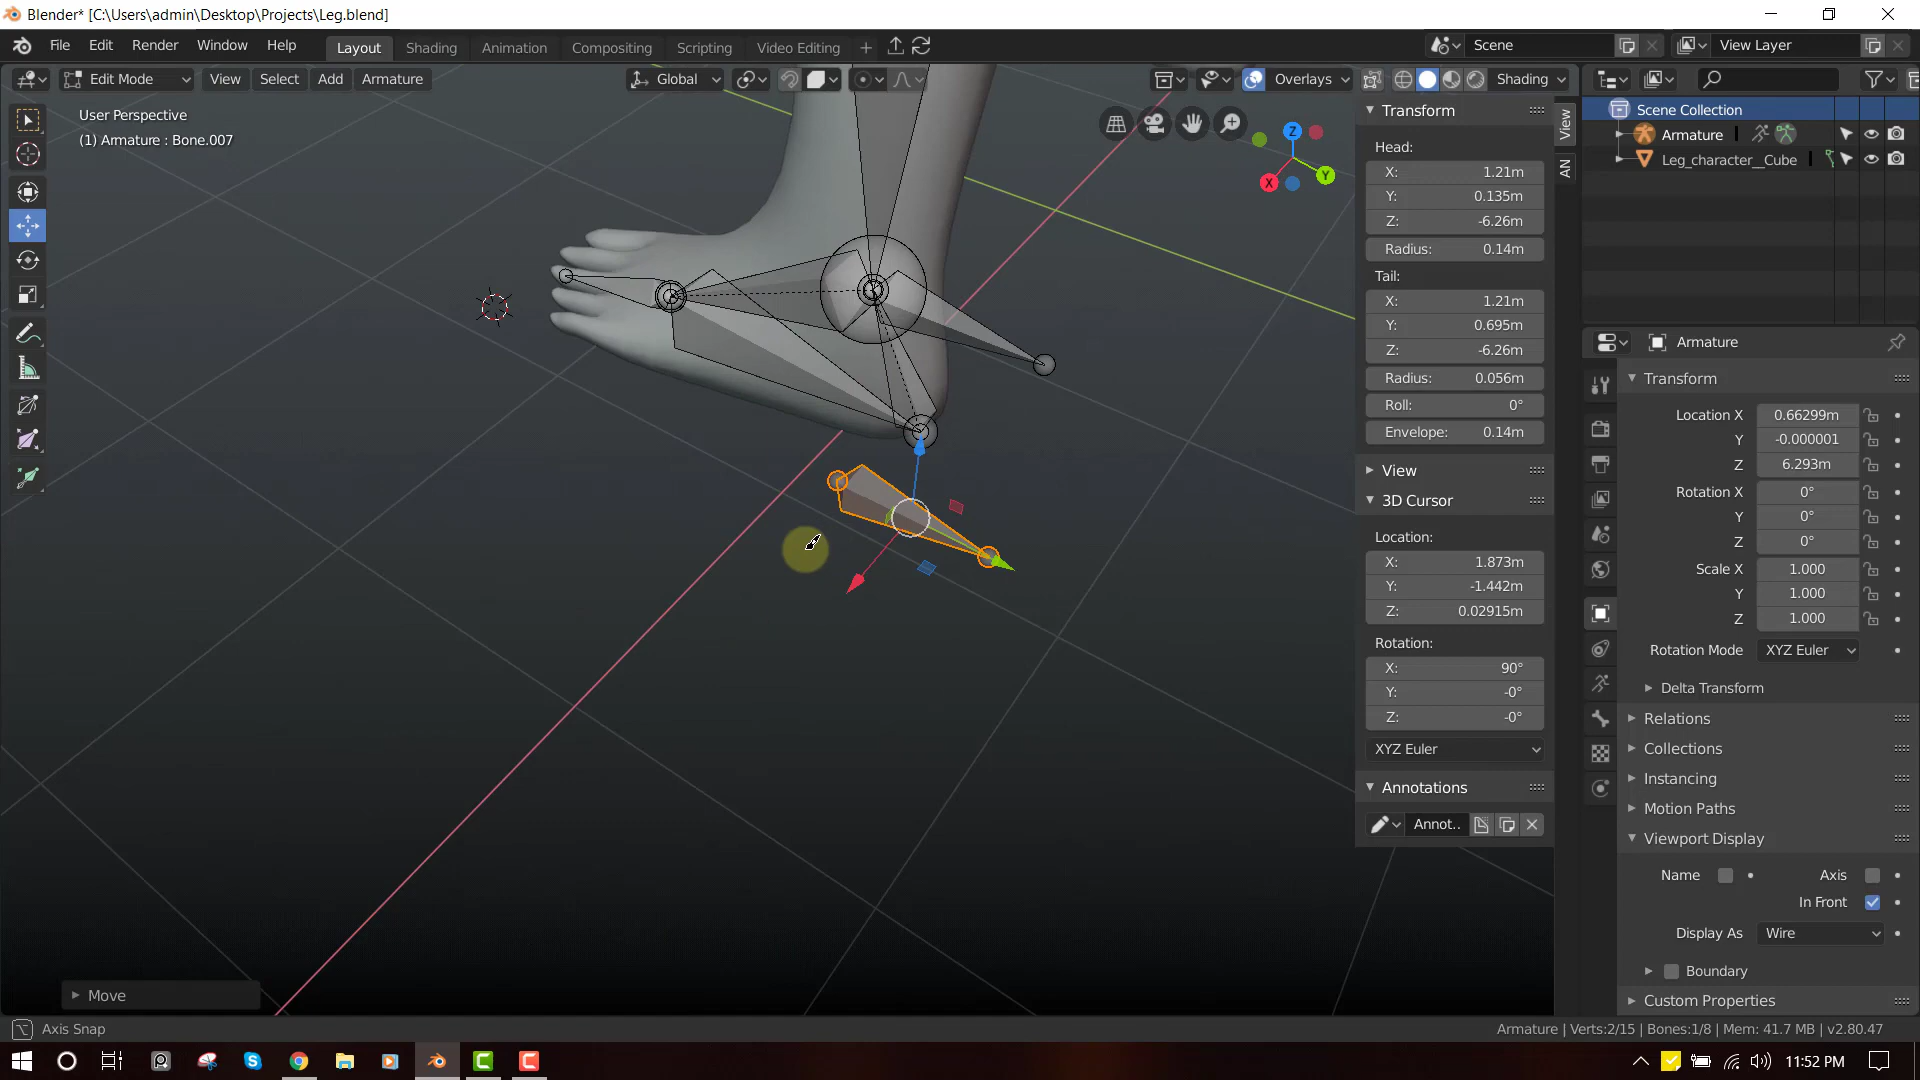 Blender* [C:\Users\admin\Desktop\Projects\Leg.blend]
File Edit Render Window Help Layout Shading Animation Compositing Scripting Video Editing + Scene View Layer
Edit Mode View Select Add Armature Global Overlays Shading
User Perspective
(1) Armature : Bone.007
Z
Y
X
Transform
Head:
X: 1.21m
Y: 0.135m
Z: -6.26m
Radius: 0.14m
Tail:
X: 1.21m
Y: 0.695m
Z: -6.26m
Radius: 0.056m
Roll: 0°
Envelope: 0.14m
View
3D Cursor
Location:
X: 1.873m
Y: -1.442m
Z: 0.02915m
Rotation:
X: 90°
Y: -0°
Z: -0°
XYZ Euler
Annotations
Annot..
View
AN
Scene Collection
Armature
Leg_character__Cube
Armature
Transform
Location X 0.66299m
Y -0.000001
Z 6.293m
Rotation X 0°
Y 0°
Z 0°
Scale X 1.000
Y 1.000
Z 1.000
Rotation Mode XYZ Euler
Delta Transform
Relations
Collections
Instancing
Motion Paths
Viewport Display
Name Axis
In Front
Display As Wire
Boundary
Custom Properties
Move
Axis Snap
Armature | Verts:2/15 | Bones:1/8 | Mem: 41.7 MB | v2.80.47
11:52 PM